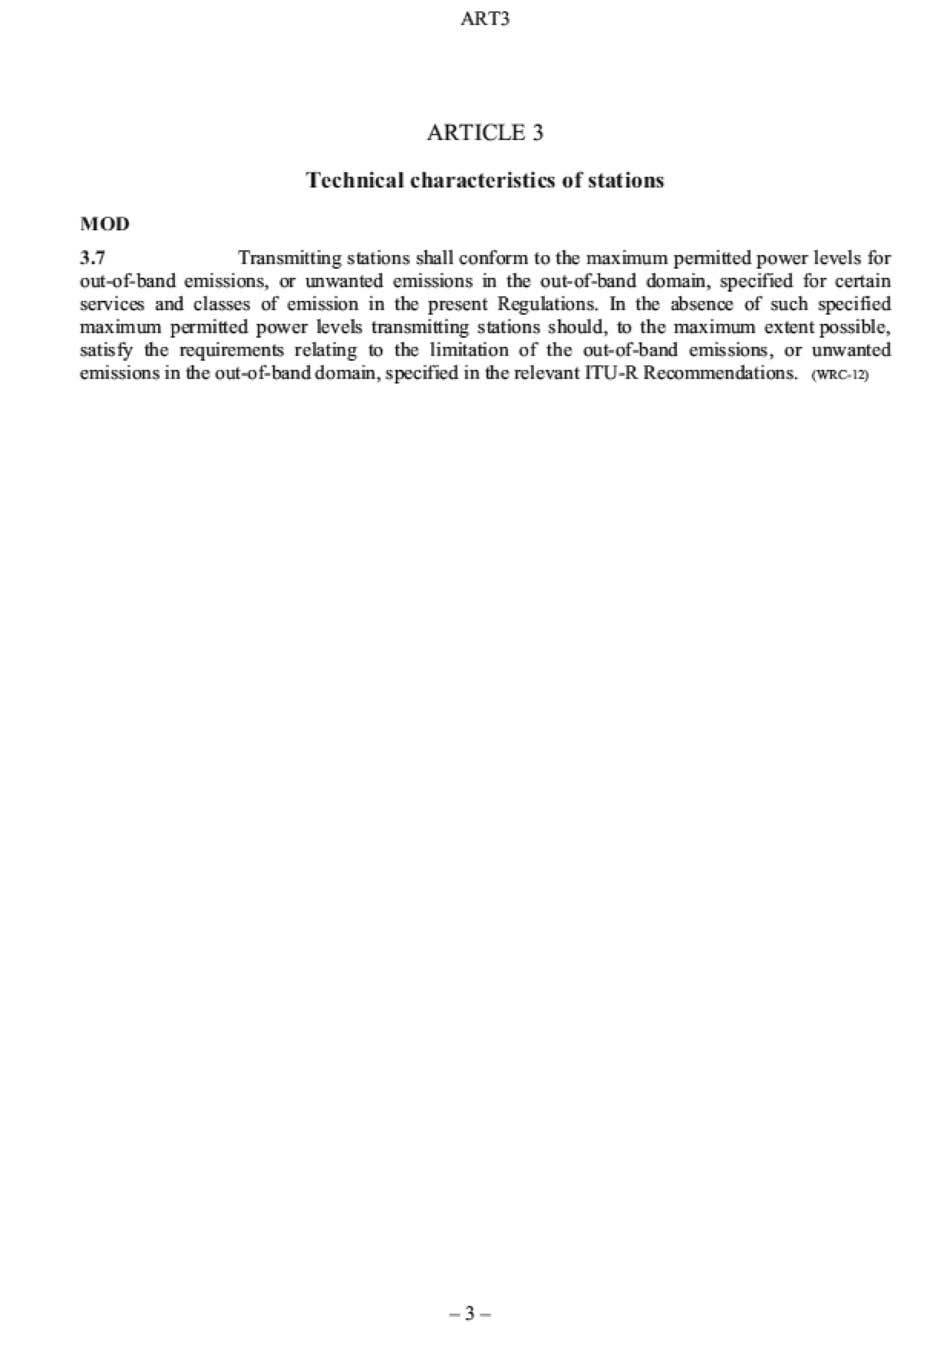 ART3
ARTICLE 3
Technical characteristics of stations
MOD
3.7 Transmitting stations shall conform to the maximum permitted power levels for
out-of-band emissions, or unwanted emissions in the out-of-band domain, specified for certain
services and classes of emission in the present Regulations. In the absence of such specified
maximum permitted power levels transmitting stations should, to the maximum extent possible,
satisfy the requirements relating to the limitation of the out-of-band emissions, or unwanted
emissions in the out-of-band domain, specified in the relevant ITU-R Recommendations. (WRC-12)
– 3 –